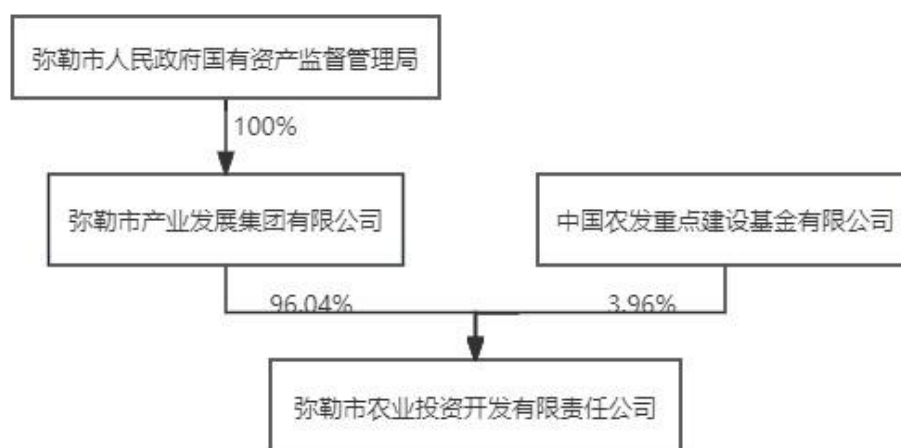 弥勒市人民政府国有资产监督管理局
100%
弥勒市产业发展集团有限公司
中国农发重点建设基金有限公司
96.04%
3.96%
弥勒市农业投资开发有限责任公司